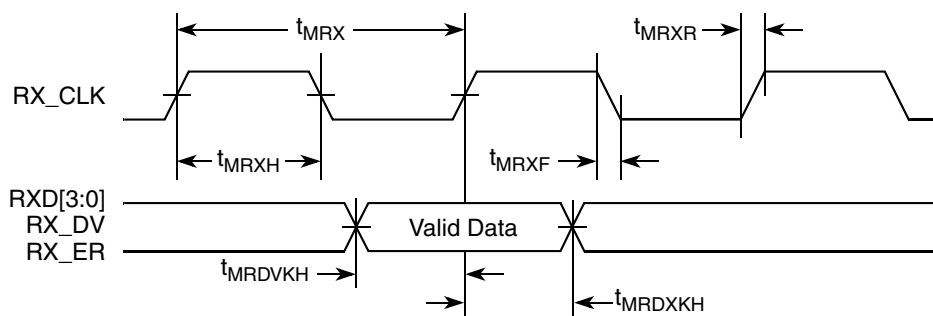 tMRX
tMRXR
RX_CLK
tMRXH
tMRXF
RXD[3:0]
RX_DV
Valid Data
RX_ER
tMRDVKH
tMRDXKH